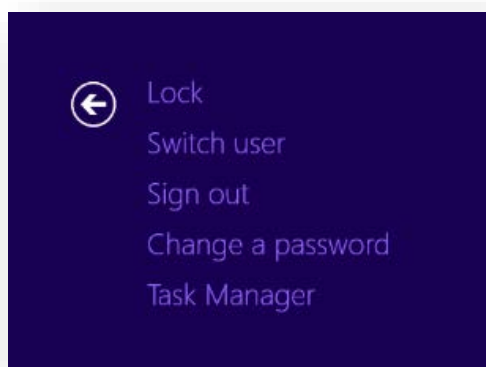 Lock
Switch user
Sign out
Change a password
Task Manager